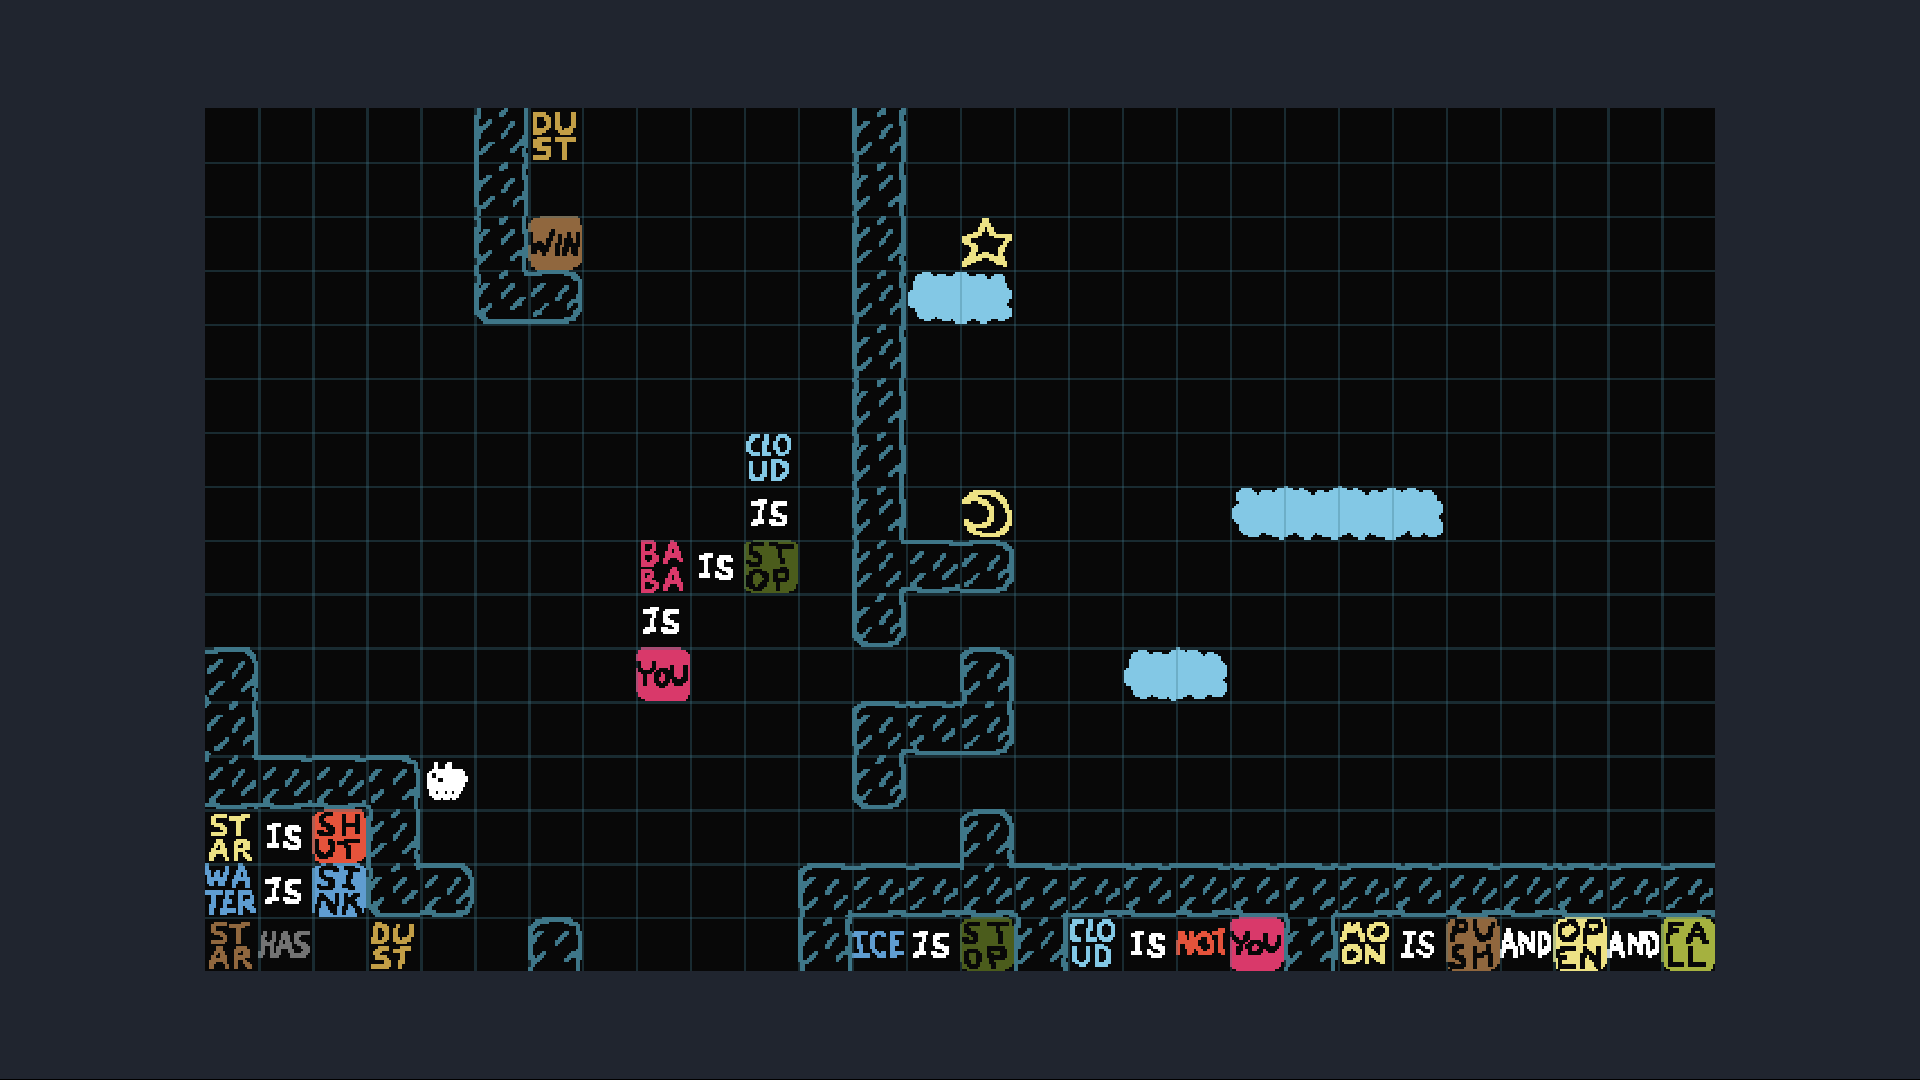 DUST
WIN
CLOUD
IS
BABA IS STOP
IS
YOU
STAR IS SHUT
WATER IS SINK
STAR HAS DUST ICE IS STOP CLOUD IS NOT YOU MOON IS PUSH AND OPEN AND FALL